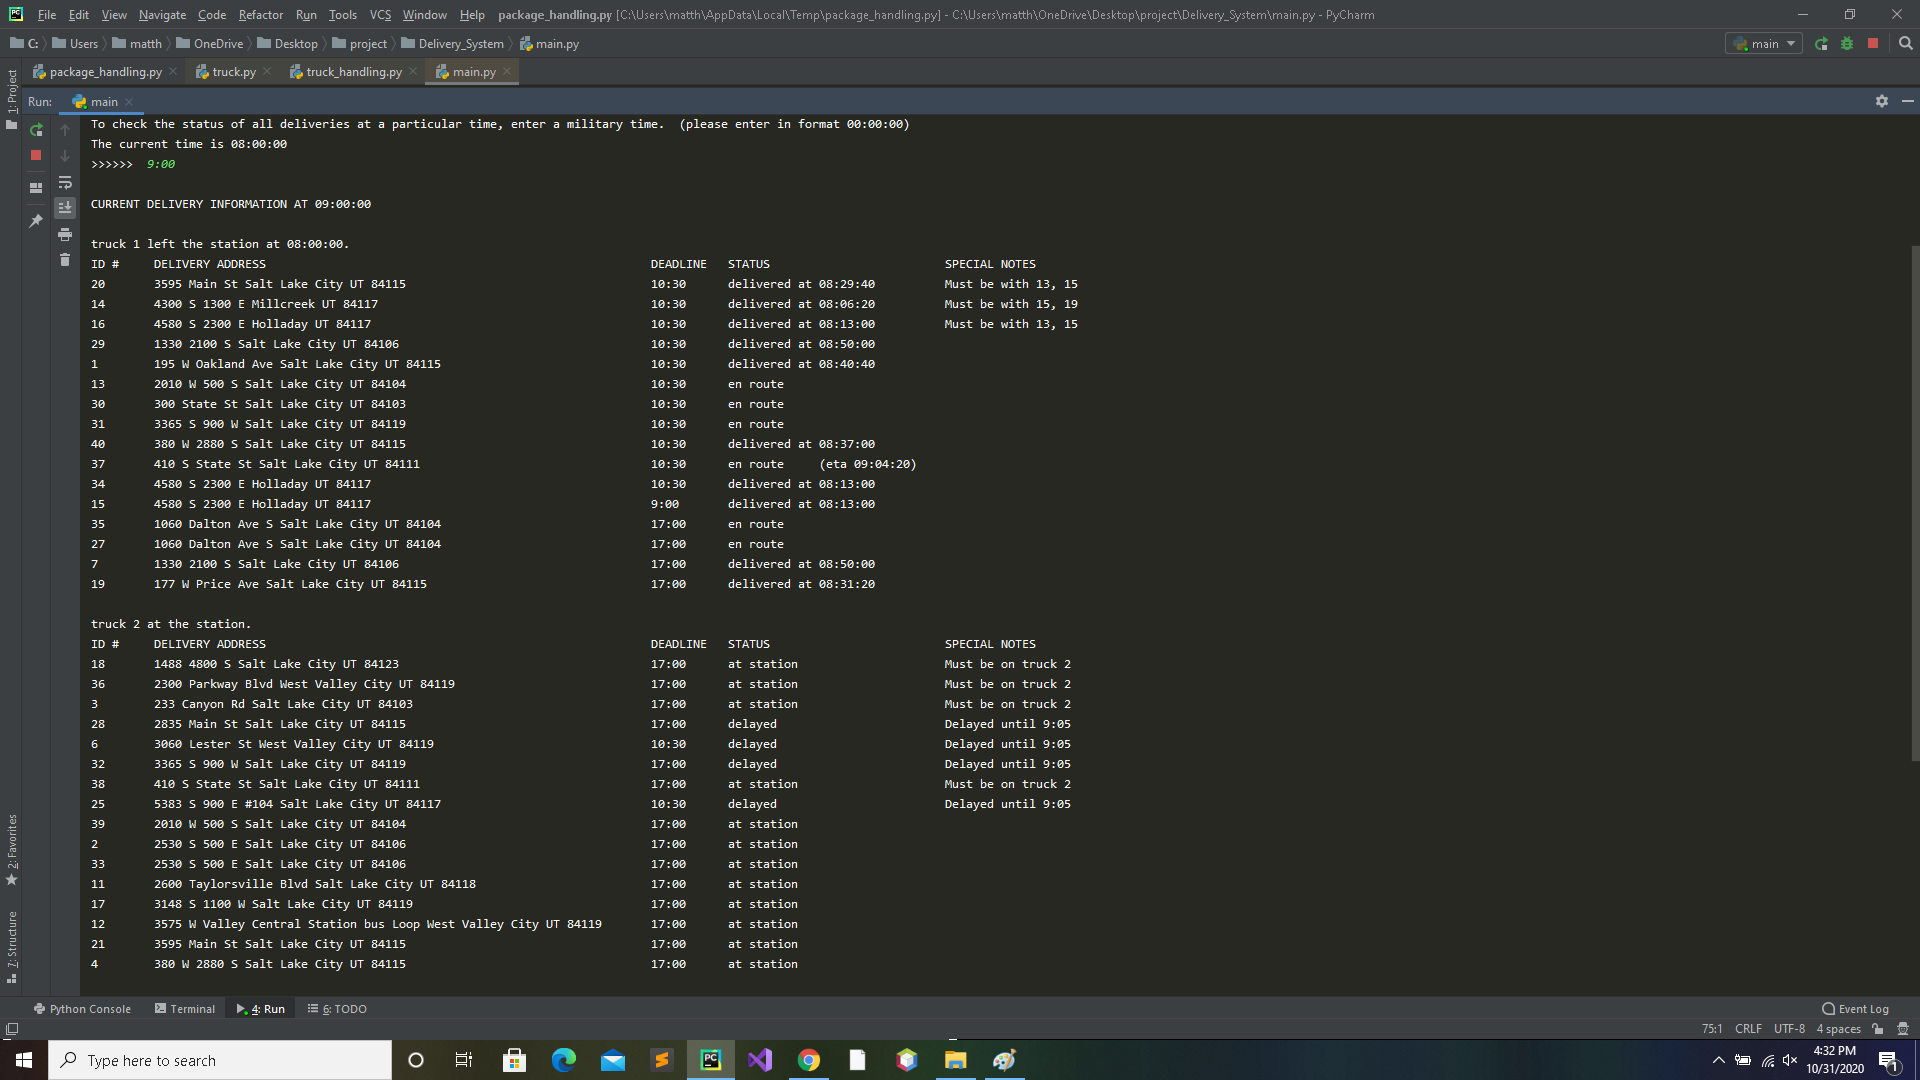 File Edit View Navigate Code Refactor Run Tools VCS Window Help package_handling.py [C:\Users\matth\AppData\Local\Temp\package_handling.py] - C:\Users\matth\OneDrive\Desktop\project\Delivery_System\main.py - PyCharm
C: Users matth OneDrive Desktop project Delivery_System main.py main
package_handling.py truck.py truck_handling.py main.py
1: Project
Run: main
To check the status of all deliveries at a particular time, enter a military time.  (please enter in format 00:00:00)
The current time is 08:00:00
>>>>>>  9:00
CURRENT DELIVERY INFORMATION AT 09:00:00
truck 1 left the station at 08:00:00.
ID # DELIVERY ADDRESS DEADLINE STATUS SPECIAL NOTES
20 3595 Main St Salt Lake City UT 84115 10:30 delivered at 08:29:40 Must be with 13, 15
14 4300 S 1300 E Millcreek UT 84117 10:30 delivered at 08:06:20 Must be with 15, 19
16 4580 S 2300 E Holladay UT 84117 10:30 delivered at 08:13:00 Must be with 13, 15
29 1330 2100 S Salt Lake City UT 84106 10:30 delivered at 08:50:00
1 195 W Oakland Ave Salt Lake City UT 84115 10:30 delivered at 08:40:40
13 2010 W 500 S Salt Lake City UT 84104 10:30 en route
30 300 State St Salt Lake City UT 84103 10:30 en route
31 3365 S 900 W Salt Lake City UT 84119 10:30 en route
40 380 W 2880 S Salt Lake City UT 84115 10:30 delivered at 08:37:00
37 410 S State St Salt Lake City UT 84111 10:30 en route (eta 09:04:20)
34 4580 S 2300 E Holladay UT 84117 10:30 delivered at 08:13:00
15 4580 S 2300 E Holladay UT 84117 9:00 delivered at 08:13:00
35 1060 Dalton Ave S Salt Lake City UT 84104 17:00 en route
27 1060 Dalton Ave S Salt Lake City UT 84104 17:00 en route
7 1330 2100 S Salt Lake City UT 84106 17:00 delivered at 08:50:00
19 177 W Price Ave Salt Lake City UT 84115 17:00 delivered at 08:31:20
truck 2 at the station.
ID # DELIVERY ADDRESS DEADLINE STATUS SPECIAL NOTES
18 1488 4800 S Salt Lake City UT 84123 17:00 at station Must be on truck 2
36 2300 Parkway Blvd West Valley City UT 84119 17:00 at station Must be on truck 2
3 233 Canyon Rd Salt Lake City UT 84103 17:00 at station Must be on truck 2
28 2835 Main St Salt Lake City UT 84115 17:00 delayed Delayed until 9:05
6 3060 Lester St West Valley City UT 84119 10:30 delayed Delayed until 9:05
32 3365 S 900 W Salt Lake City UT 84119 17:00 delayed Delayed until 9:05
38 410 S State St Salt Lake City UT 84111 17:00 at station Must be on truck 2
25 5383 S 900 E #104 Salt Lake City UT 84117 10:30 delayed Delayed until 9:05
39 2010 W 500 S Salt Lake City UT 84104 17:00 at station
2 2530 S 500 E Salt Lake City UT 84106 17:00 at station
33 2530 S 500 E Salt Lake City UT 84106 17:00 at station
11 2600 Taylorsville Blvd Salt Lake City UT 84118 17:00 at station
17 3148 S 1100 W Salt Lake City UT 84119 17:00 at station
12 3575 W Valley Central Station bus Loop West Valley City UT 84119 17:00 at station
21 3595 Main St Salt Lake City UT 84115 17:00 at station
4 380 W 2880 S Salt Lake City UT 84115 17:00 at station
2: Favorites
7: Structure
Python Console Terminal 4: Run 6: TODO Event Log
75:1 CRLF UTF-8 4 spaces
Type here to search
4:32 PM
10/31/2020
1